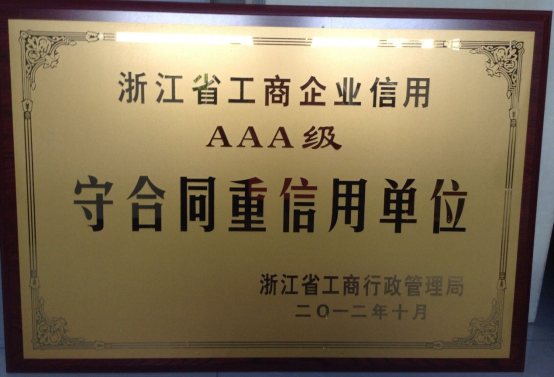 浙江省工商企业信用
AAA级
守合同重信用单位
浙江省工商行政管理局
二〇一二年十月